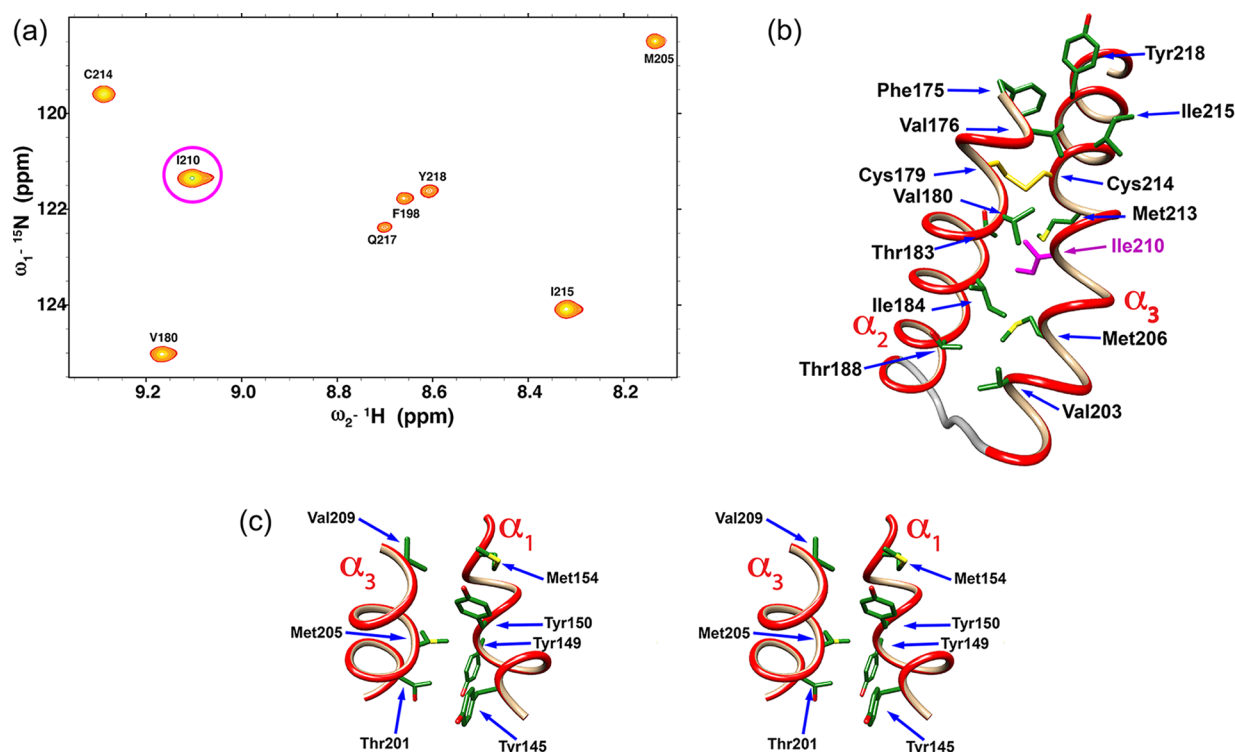 (a)
C214
M205
120
I210
Y218
F198
122
Q217
124
I215
V180
ω₁- ¹⁵N (ppm)
9.2
9.0
8.8
8.6
8.4
8.2
ω₂- ¹H (ppm)
(b)
Tyr218
Phe175
Ile215
Val176
Cys179
Cys214
Val180
Met213
Thr183
Ile210
Ile184
α₃
α₂
Met206
Thr188
Val203
(c)
Val209
α₁
α₃
Met154
Tyr150
Met205
Tyr149
Thr201
Tyr145
Val209
α₁
α₃
Met154
Tyr150
Met205
Tyr149
Thr201
Tyr145